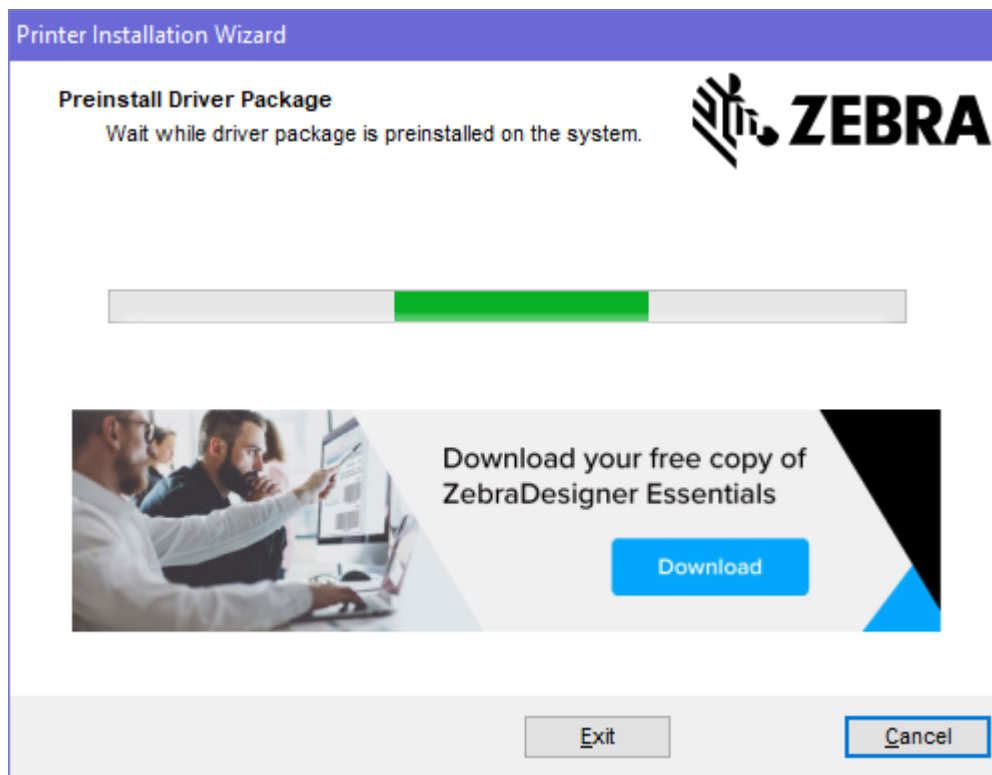 Printer Installation Wizard
Preinstall Driver Package
Wait while driver package is preinstalled on the system.
ZEBRA
Download your free copy of
ZebraDesigner Essentials
Download
Exit
Cancel